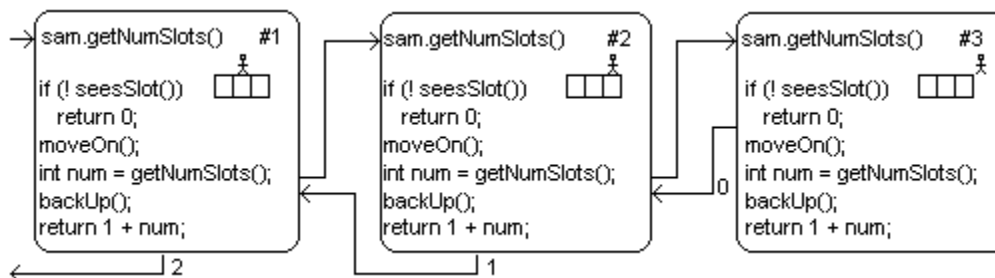 sam.getNumSlots() #1
if (! seesSlot())
return 0;
moveOn();
int num = getNumSlots();
backUp();
return 1 + num;
2
sam.getNumSlots() #2
if (! seesSlot())
return 0;
moveOn();
int num = getNumSlots();
backUp();
return 1 + num;
1
sam.getNumSlots() #3
if (! seesSlot())
return 0;
moveOn();
int num = getNumSlots();
backUp();
return 1 + num;
0